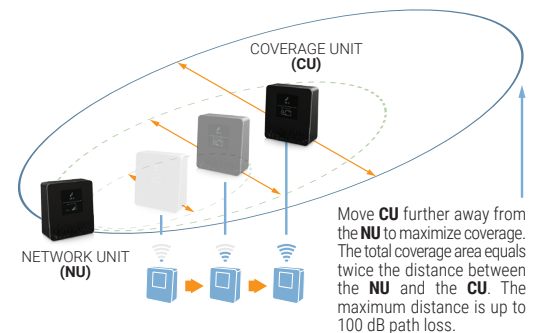 COVERAGE UNIT
(CU)
NETWORK UNIT
(NU)
Move CU further away from
the NU to maximize coverage.
The total coverage area equals
twice the distance between
the NU and the CU. The
maximum distance is up to
100 dB path loss.